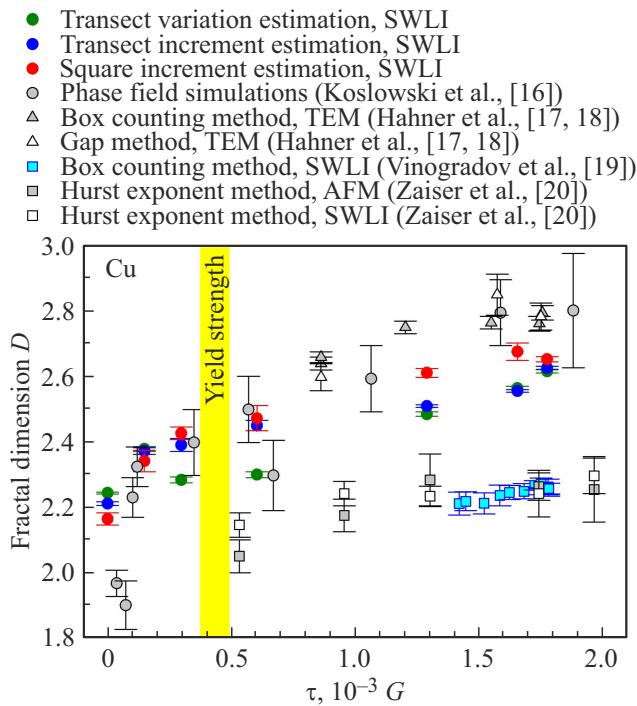 Transect variation estimation, SWLI
Transect increment estimation, SWLI
Square increment estimation, SWLI
Phase field simulations (Koslowski et al., [16])
Box counting method, TEM (Hahner et al., [17, 18])
Gap method, TEM (Hahner et al., [17, 18])
Box counting method, SWLI (Vinogradov et al., [19])
Hurst exponent method, AFM (Zaiser et al., [20])
Hurst exponent method, SWLI (Zaiser et al., [20])
3.0
Cu
2.8
2.6
2.4
2.2
2.0
1.8
Fractal dimension D
Yield strength
0
0.5
1.0
1.5
2.0
τ, 10⁻³ G